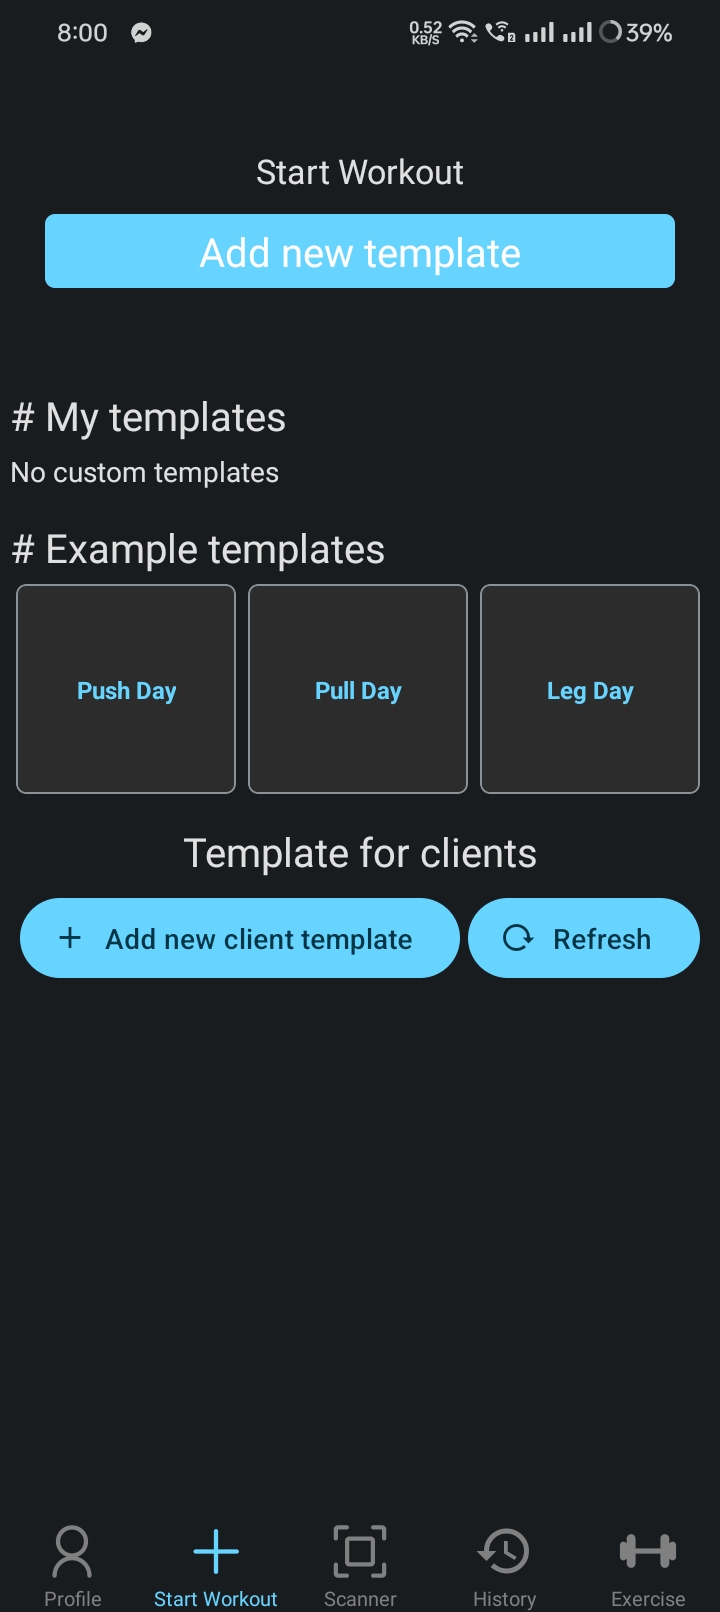 8:00
0.52
KB/S
2
39%
Start Workout
Add new template
# My templates
No custom templates
# Example templates
Push Day
Pull Day
Leg Day
Template for clients
+ Add new client template
Refresh
Profile
Start Workout
Scanner
History
Exercise